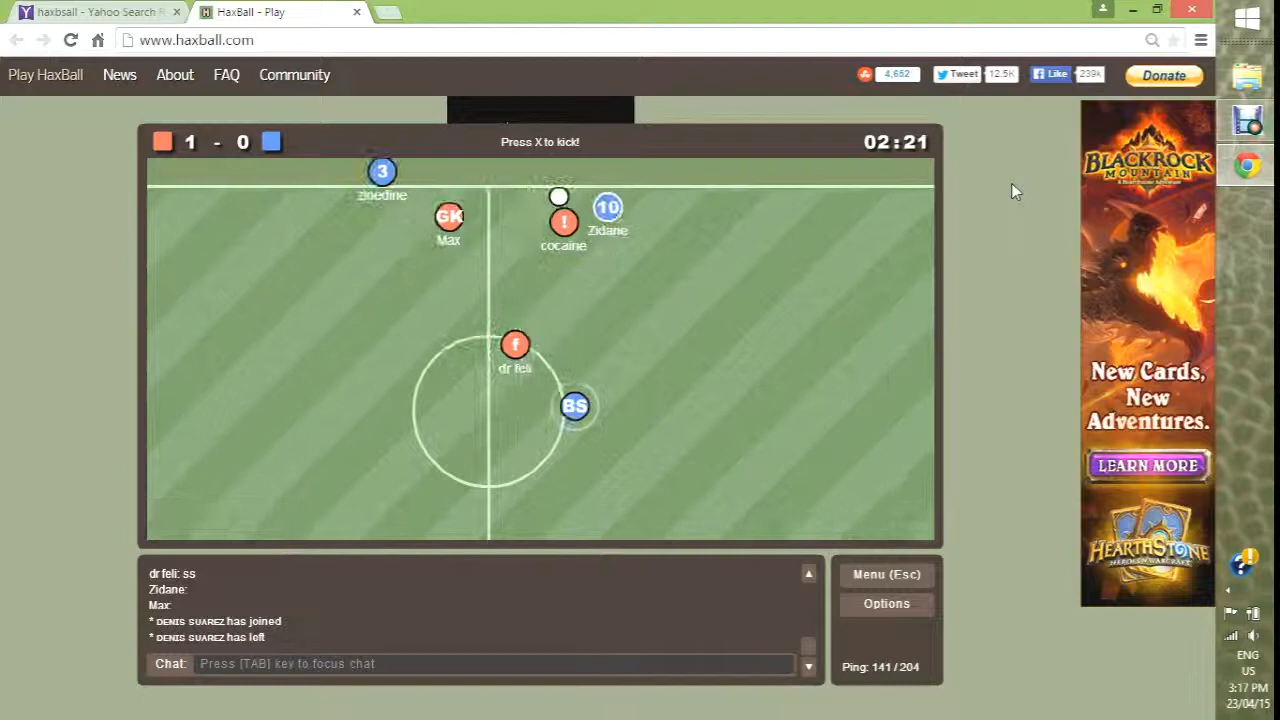 haxbsall - Yahoo Search R
HaxBall - Play
www.haxball.com
Play HaxBall News About FAQ Community
4,652 Tweet 12.5K Like 239k Donate
1 - 0 Press X to kick! 02:21
3
zinedine
GK
Max
!
cocaine
10
Zidane
f
dr feli
BS
dr feli: ss
Zidane:
Max:
* DENIS SUAREZ has joined
* DENIS SUAREZ has left
Chat: Press [TAB] key to focus chat
Menu (Esc)
Options
Ping: 141 / 204
BLACKROCK
MOUNTAIN
New Cards,
New
Adventures.
LEARN MORE
HEARTHSTONE
HEROES OF WARCRAFT
ENG
US
3:17 PM
23/04/15